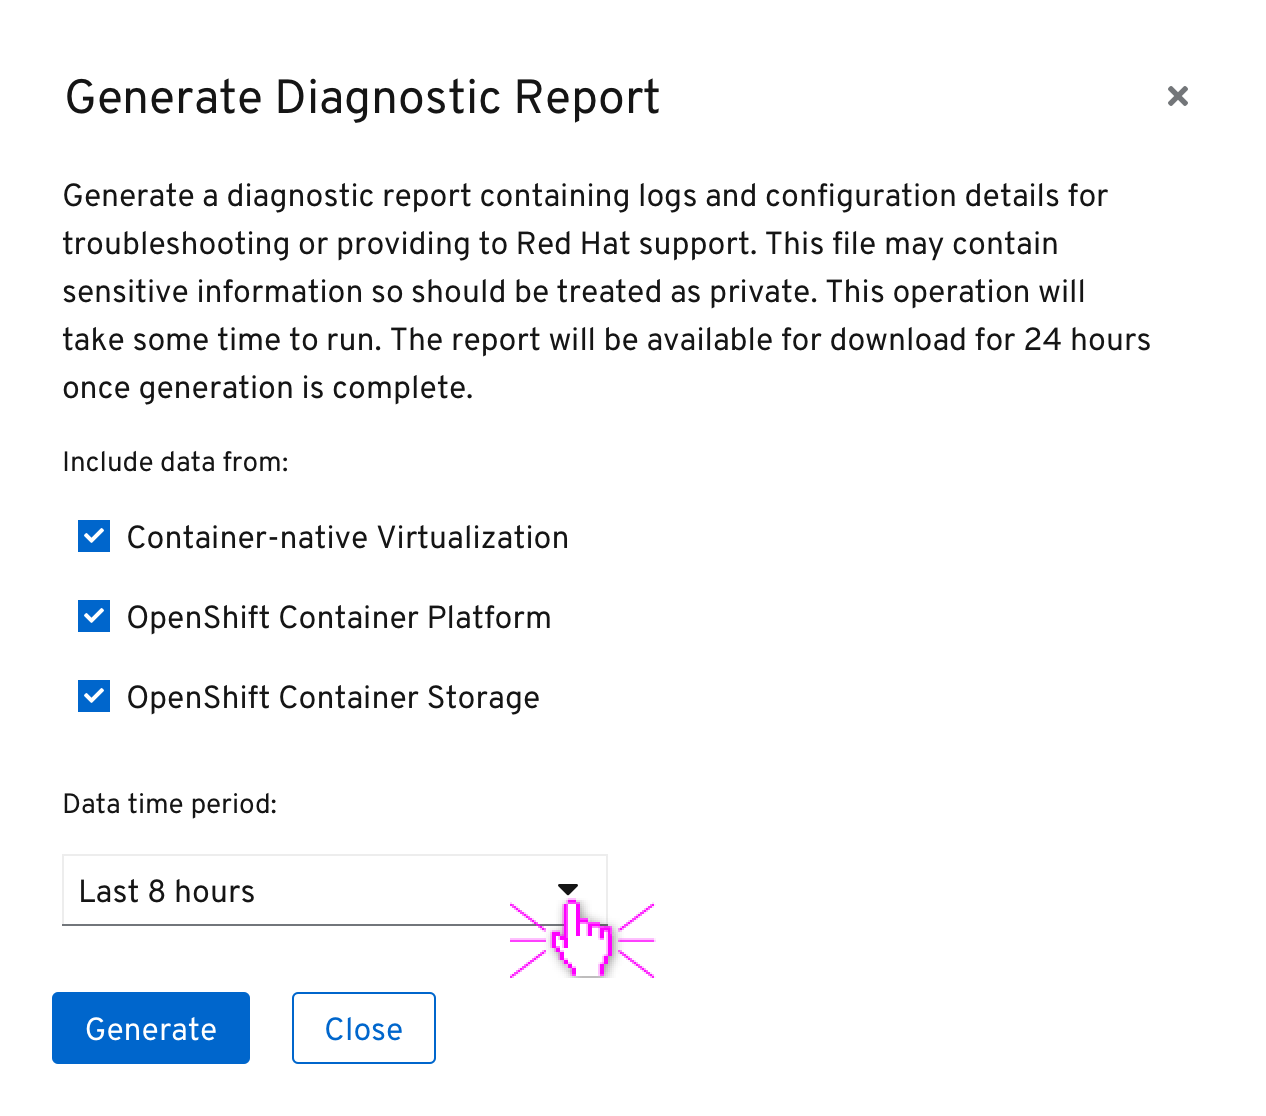 Generate Diagnostic Report
Generate a diagnostic report containing logs and configuration details for
troubleshooting or providing to Red Hat support. This file may contain
sensitive information so should be treated as private. This operation will
take some time to run. The report will be available for download for 24 hours
once generation is complete.
Include data from:
Container-native Virtualization
OpenShift Container Platform
OpenShift Container Storage
Data time period:
Last 8 hours
Generate
Close